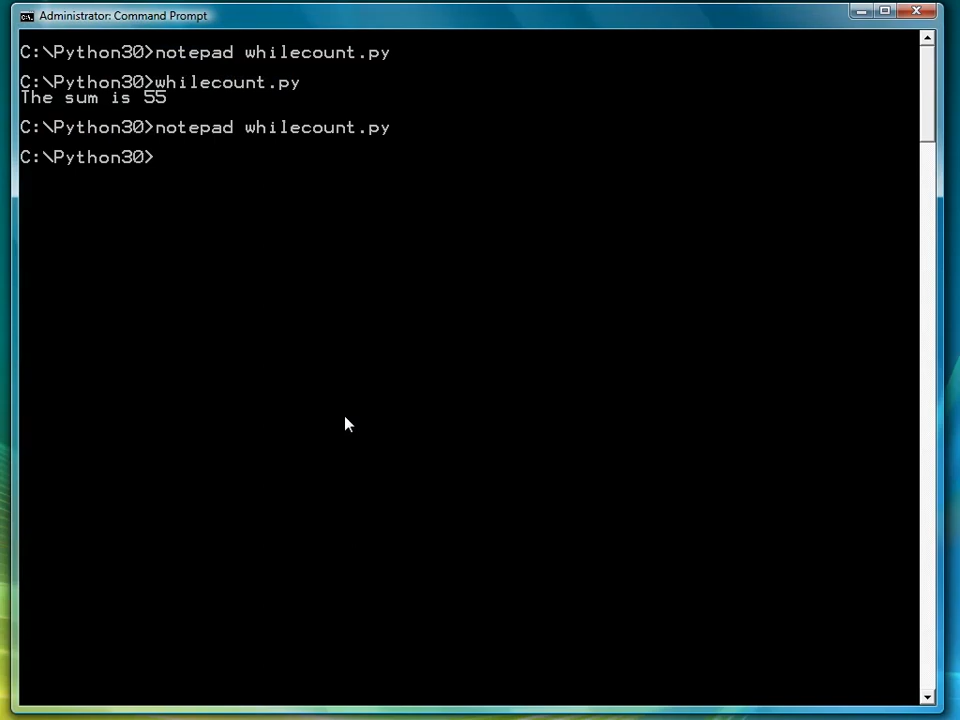 Administrator: Command Prompt
C:\Python30>notepad whilecount.py
C:\Python30>whilecount.py
The sum is 55
C:\Python30>notepad whilecount.py
C:\Python30>